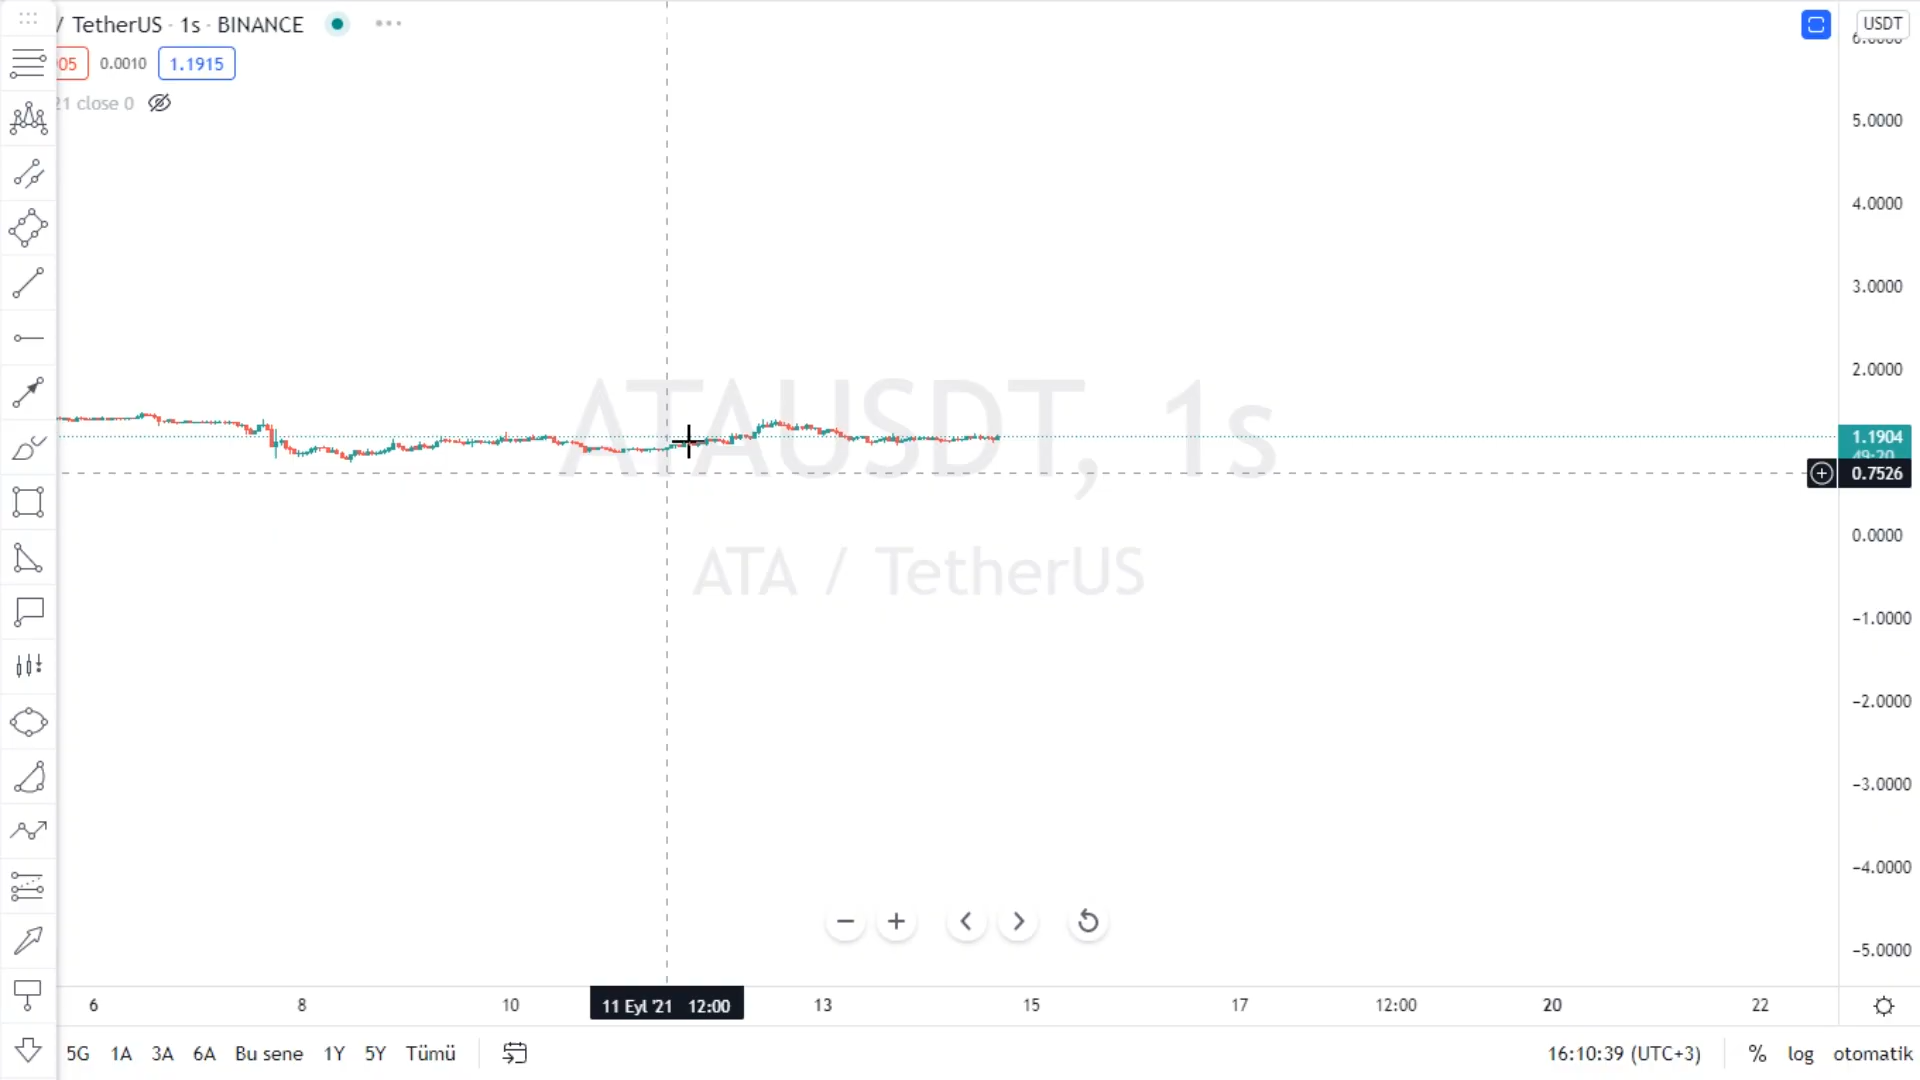 / TetherUS · 1s · BINANCE
USDT
05 0.0010 1.1915
21 close 0
5.0000
4.0000
3.0000
2.0000
ATAUSDT, 1s
1.1904
49:20
0.7526
0.0000
ATA / TetherUS
-1.0000
-2.0000
-3.0000
-4.0000
-5.0000
6 8 10 11 Eyl '21 12:00 13 15 17 12:00 20 22
5G 1A 3A 6A Bu sene 1Y 5Y Tümü 16:10:39 (UTC+3) % log otomatik